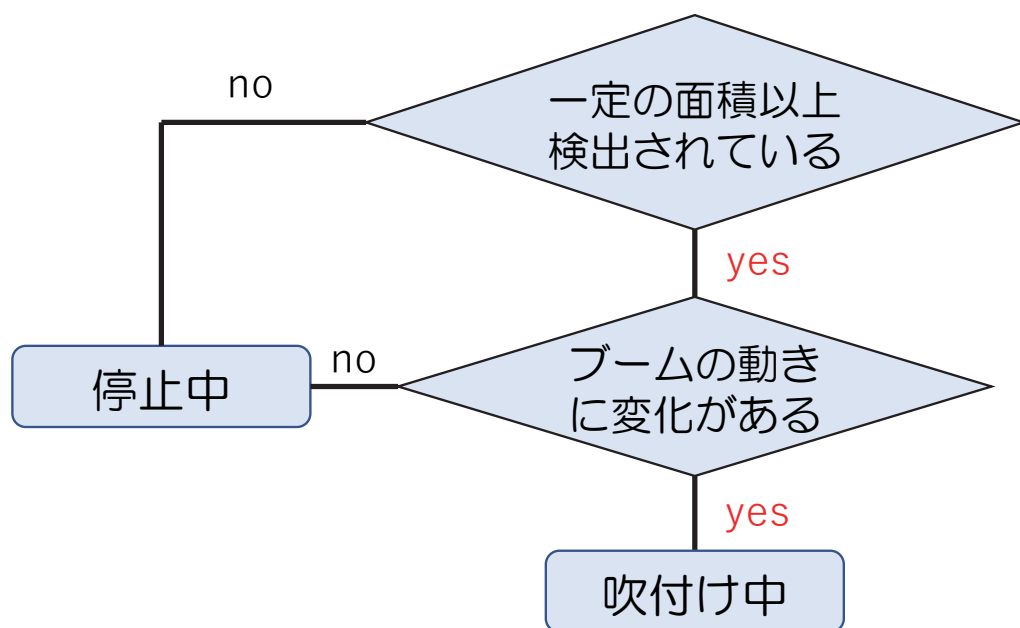 no
一定の面積以上
検出されている
yes
停止中
no
ブームの動き
に変化がある
yes
吹付け中